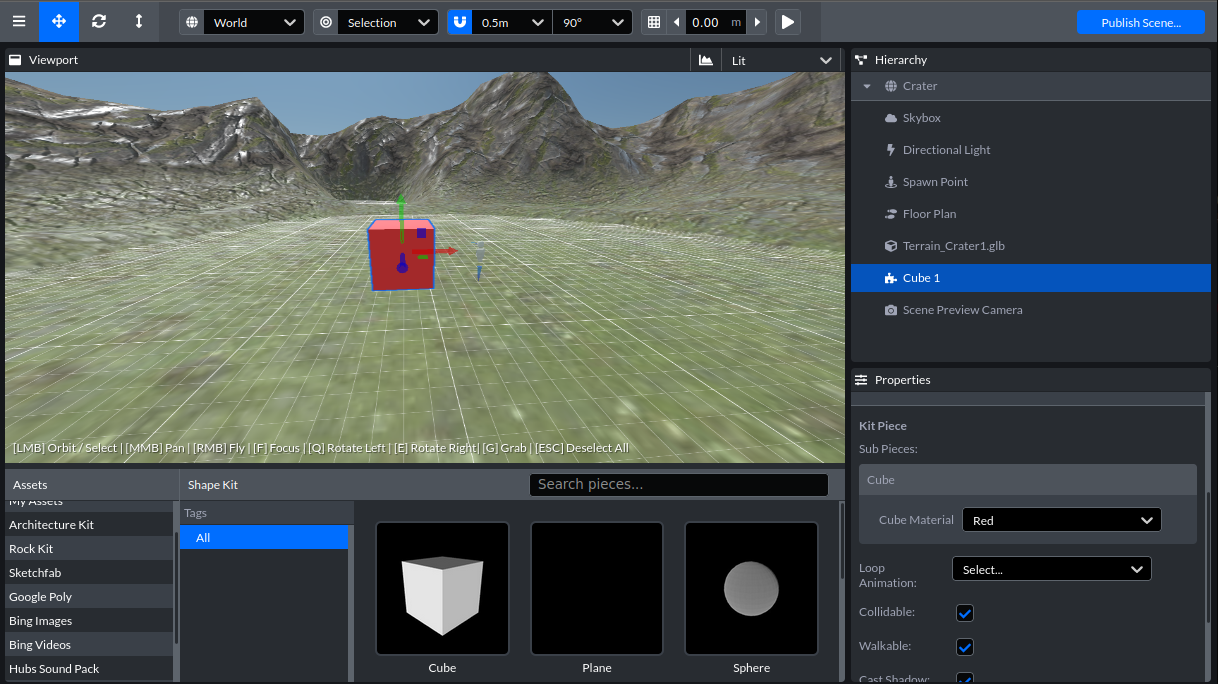 World
Selection
0.5m
90°
0.00 m
Publish Scene...
Viewport
Lit
[LMB] Orbit / Select | [MMB] Pan | [RMB] Fly | [F] Focus | [Q] Rotate Left | [E] Rotate Right| [G] Grab | [ESC] Deselect All
Hierarchy
Crater
Skybox
Directional Light
Spawn Point
Floor Plan
Terrain_Crater1.glb
Cube 1
Scene Preview Camera
Properties
Kit Piece
Sub Pieces:
Cube
Cube Material Red
Loop
Animation:
Select...
Collidable:
Walkable:
Cast Shadow:
Assets
My Assets
Architecture Kit
Rock Kit
Sketchfab
Google Poly
Bing Images
Bing Videos
Hubs Sound Pack
Shape Kit
Search pieces...
Tags
All
Cube
Plane
Sphere